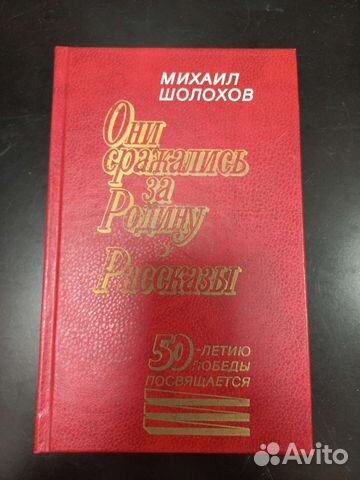 МИХАИЛ
ШОЛОХОВ
Они
сражались
за
Родину
Рассказы
50-ЛЕТИЮ
ПОБЕДЫ
ПОСВЯЩАЕТСЯ
Avito